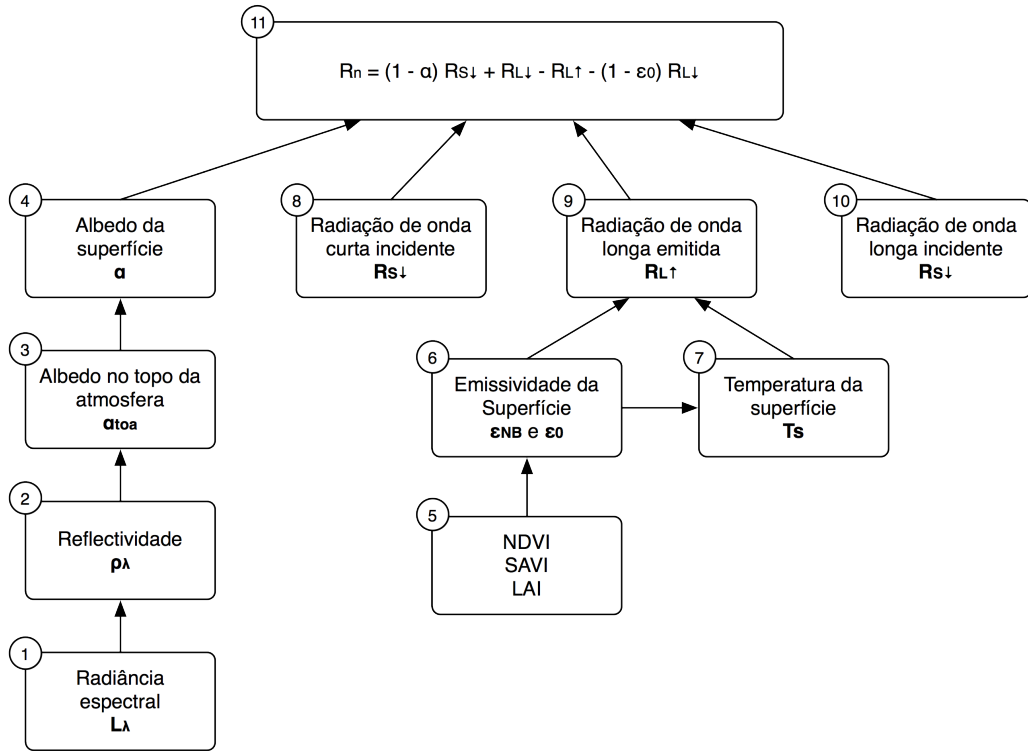 11
Rn = (1 - α) RS↓ + RL↓ - RL↑ - (1 - ε0) RL↓
4
Albedo da
superfície
α
8
Radiação de onda
curta incidente
RS↓
9
Radiação de onda
longa emitida
RL↑
10
Radiação de onda
longa incidente
RS↓
3
Albedo no topo da
atmosfera
αtoa
6
Emissividade da
Superfície
εNB e ε0
7
Temperatura da
superfície
Ts
2
Reflectividade
ρλ
5
NDVI
SAVI
LAI
1
Radiância
espectral
Lλ